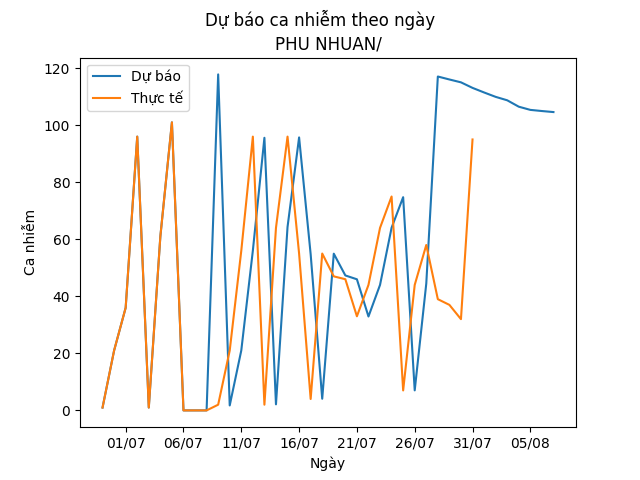 Dự báo ca nhiễm theo ngày
PHU NHUAN/
Dự báo
Thực tế
120
100
80
60
40
20
0
Ca nhiễm
01/07 06/07 11/07 16/07 21/07 26/07 31/07 05/08
Ngày